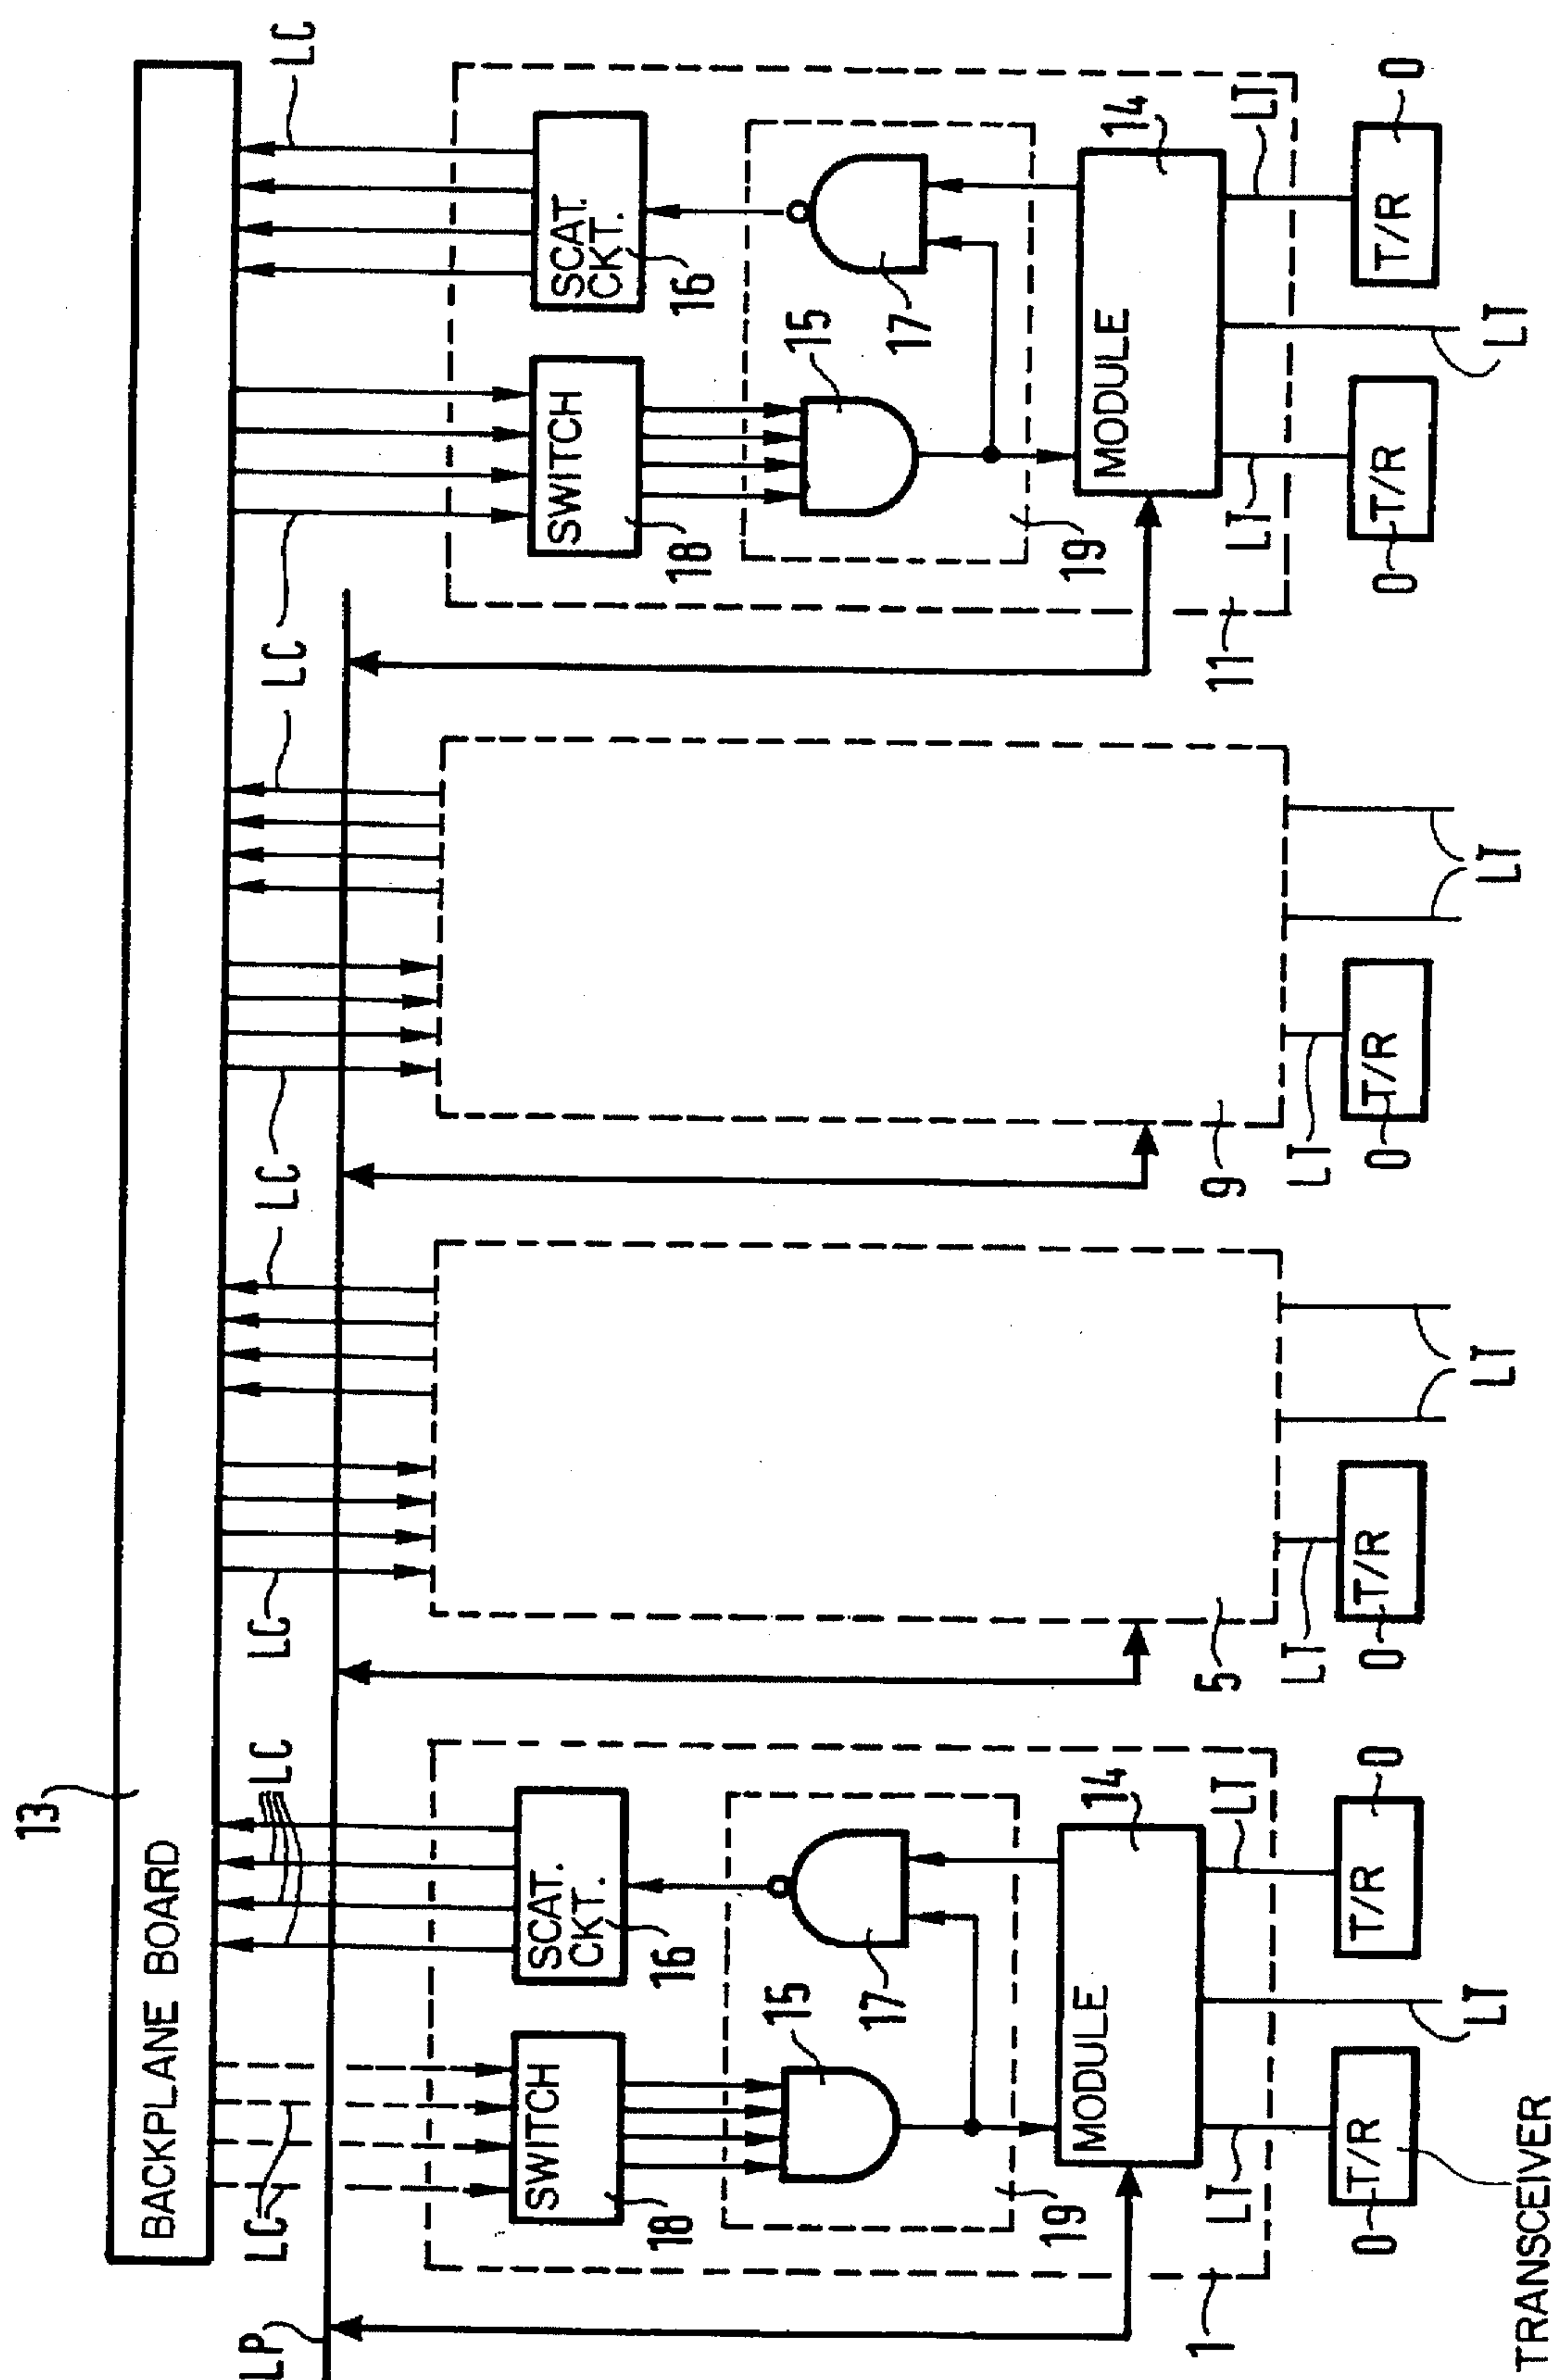 13
BACKPLANE BOARD
LP
LC
LC
LC
LC
LC
LC
SWITCH
18
SCAT.
CKT.
16
15
17
19
MODULE
14
1
LT
LT
T/R
0
T/R
0
LT
TRANSCEIVER
5
LT
T/R
0
LT
9
LT
T/R
0
LT
SWITCH
18
SCAT.
CKT.
16
15
17
19
MODULE
14
11
LT
LT
T/R
0
T/R
0
LT